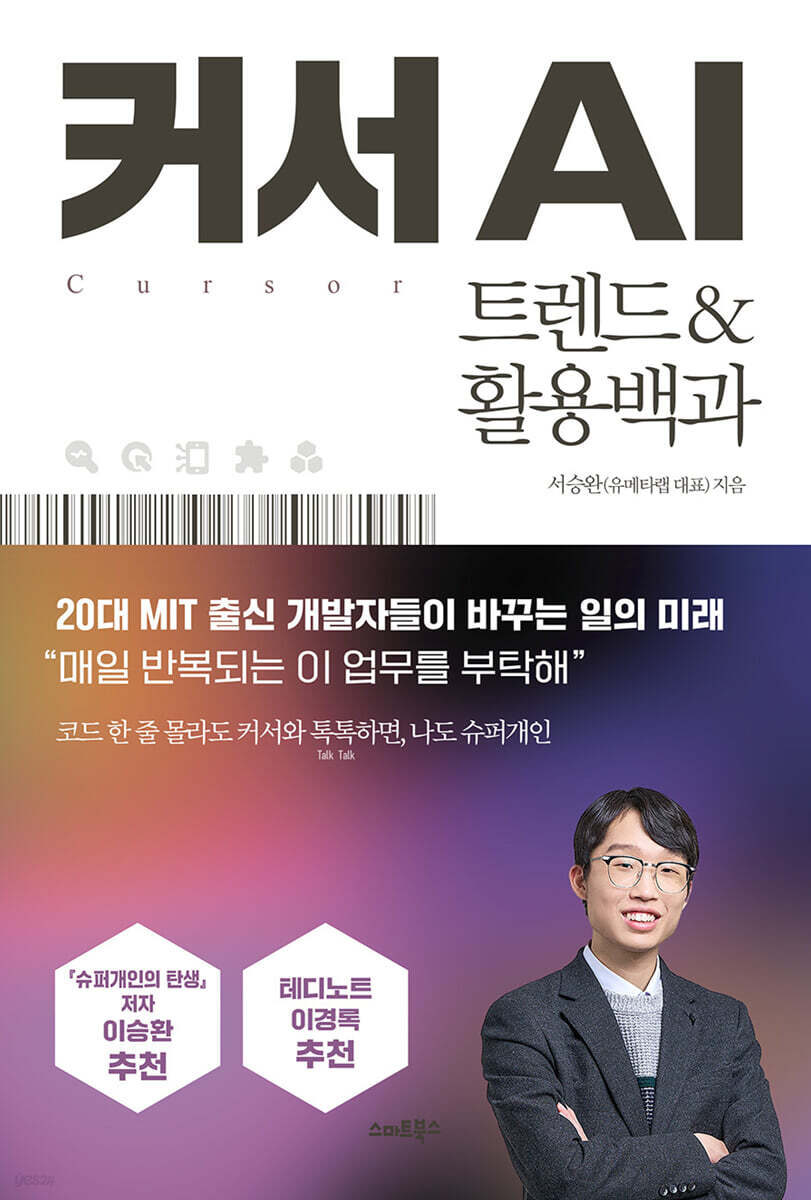 커서 AI
Cursor
트렌드 &
활용백과
서승완(유메타랩 대표) 지음
20대 MIT 출신 개발자들이 바꾸는 일의 미래
“매일 반복되는 이 업무를 부탁해”
코드 한 줄 몰라도 커서와 톡톡하면, 나도 슈퍼개인
Talk Talk
『슈퍼개인의 탄생』
저자
이승환
추천
테디노트
이경록
추천
스마트북스
yes24